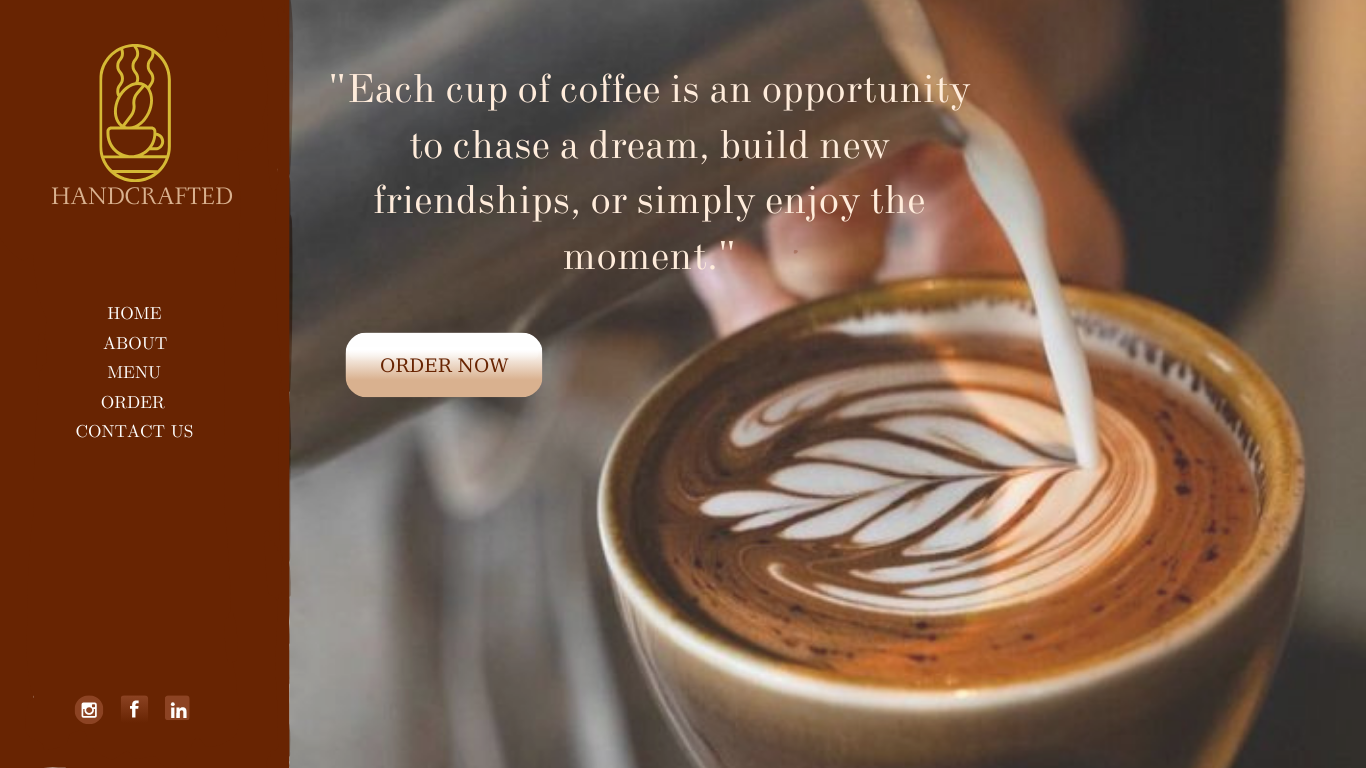 HANDCRAFTED
HOME
ABOUT
MENU
ORDER
CONTACT US
"Each cup of coffee is an opportunity
to chase a dream, build new
friendships, or simply enjoy the
moment."
ORDER NOW